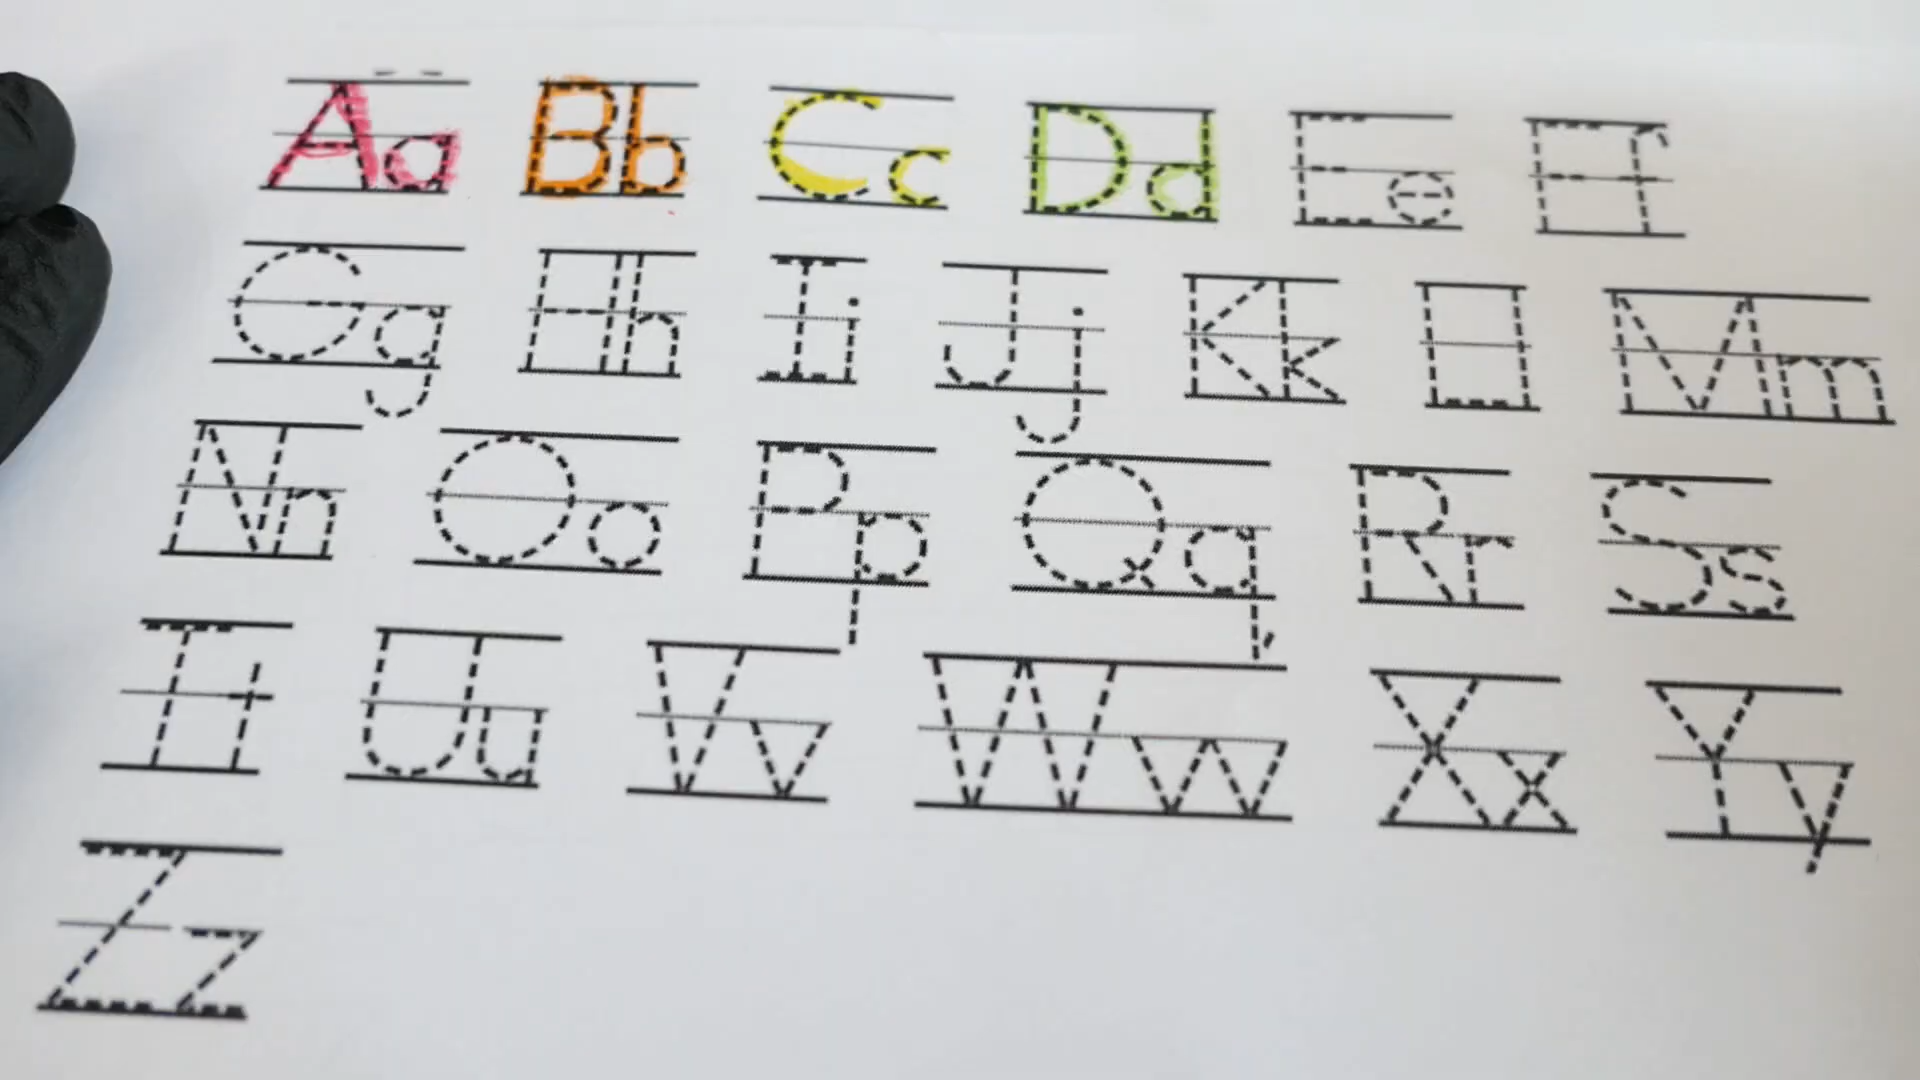 Aa Bb Cc Dd Ee Ff
Gg Hh Ii Jj Kk Ll Mm
Nn Oo Pp Qq Rr Ss
Tt Uu Vv Ww Xx Yy
Zz